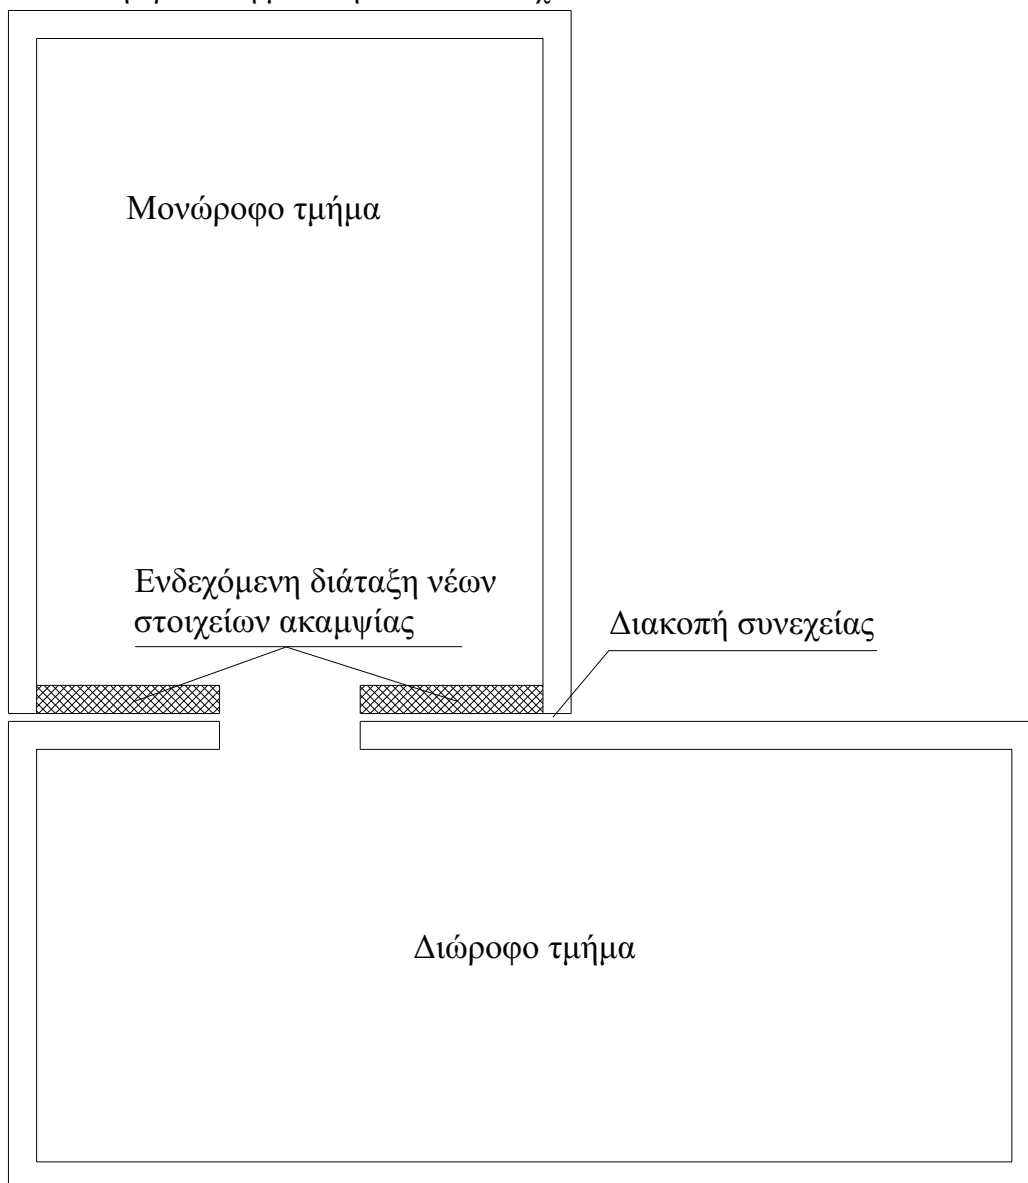 Μονώροφο τμήμα
Ενδεχόμενη διάταξη νέων
στοιχείων ακαμψίας
Διακοπή συνεχείας
Διώροφο τμήμα